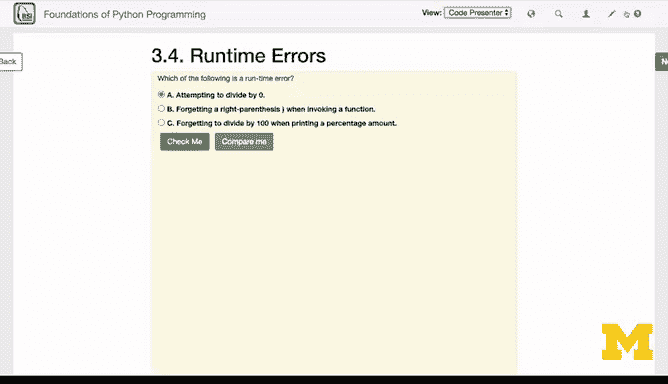 Foundations of Python Programming
View: Code Presenter
Back
3.4. Runtime Errors
Which of the following is a run-time error?
A. Attempting to divide by 0.
B. Forgetting a right-parenthesis ) when invoking a function.
C. Forgetting to divide by 100 when printing a percentage amount.
Check Me
Compare me
M